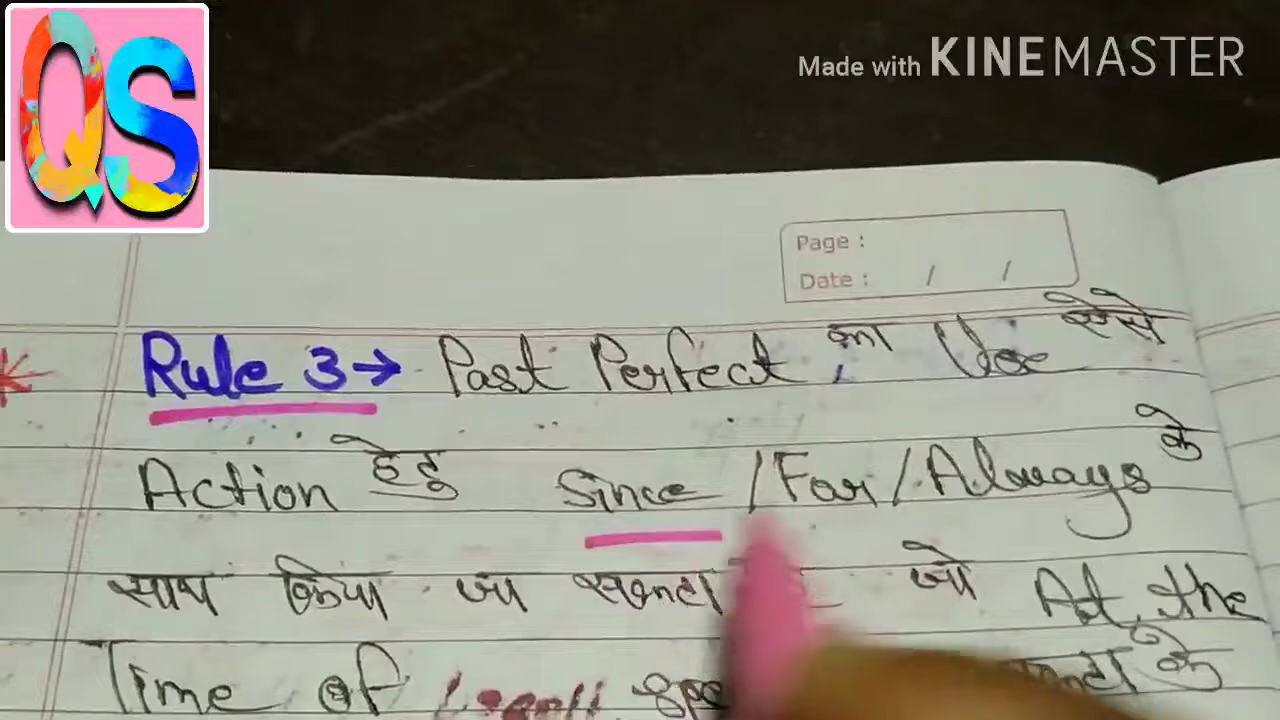 QS
Made with KINEMASTER
Page :
Date : / /
Rule 3 → Past Perfect का Use ऐसे
Action हेतू Since /For/Always के
साथ किया जा सकता जो At the
Time of के